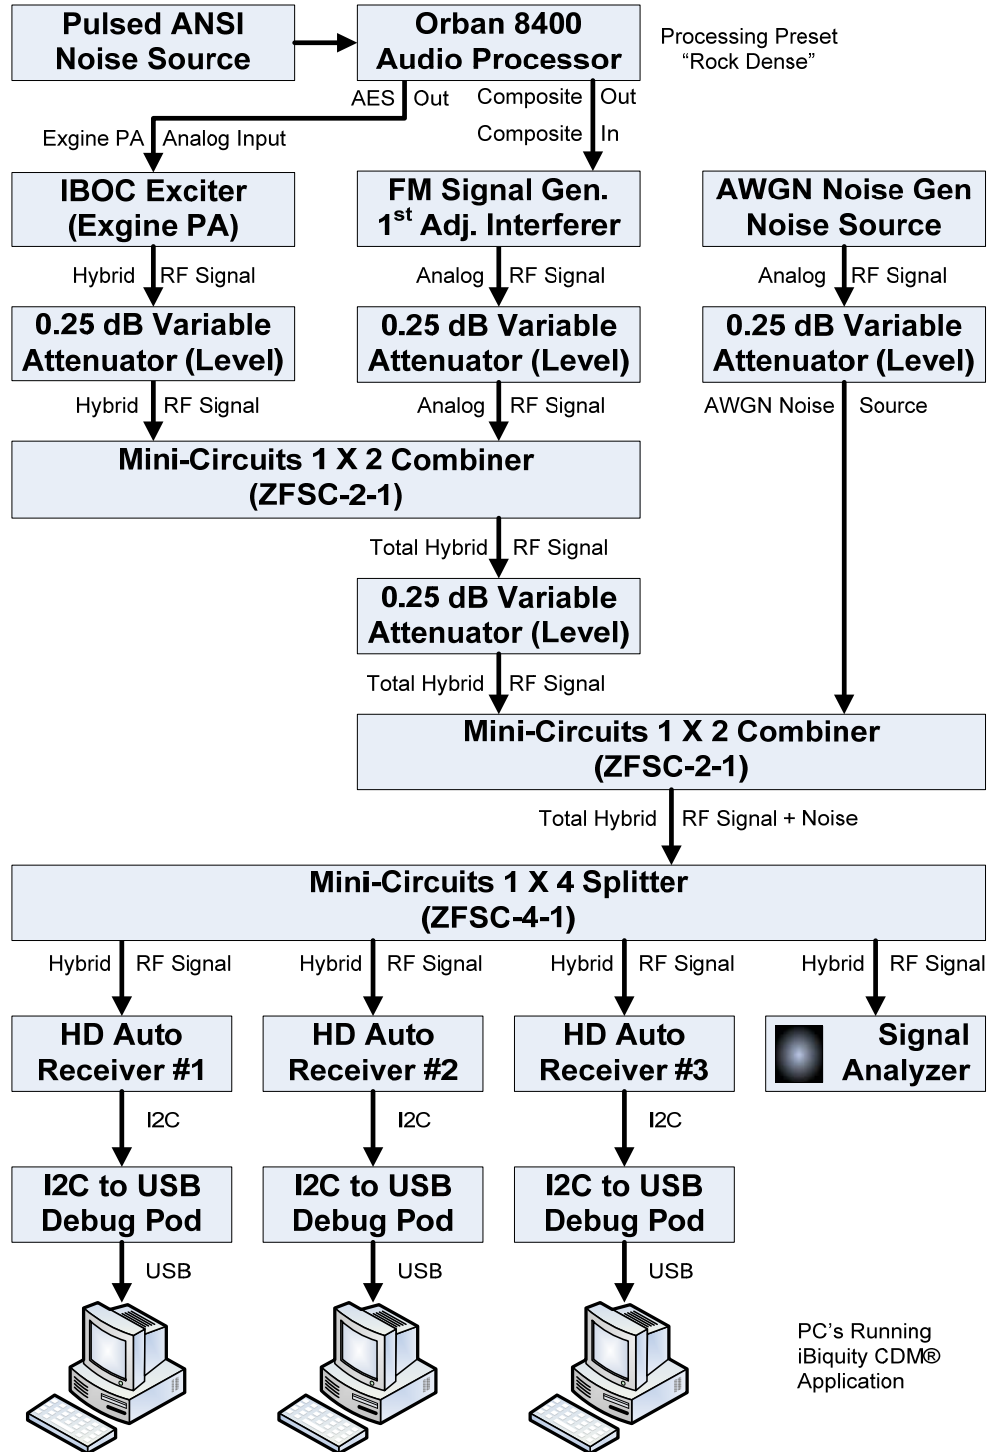 Pulsed ANSI
Noise Source
Orban 8400
Audio Processor
Processing Preset
“Rock Dense”
AES Out
Composite Out
Exgine PA Analog Input
Composite In
IBOC Exciter
(Exgine PA)
FM Signal Gen.
1st Adj. Interferer
AWGN Noise Gen
Noise Source
Hybrid RF Signal
Analog RF Signal
Analog RF Signal
0.25 dB Variable
Attenuator (Level)
0.25 dB Variable
Attenuator (Level)
0.25 dB Variable
Attenuator (Level)
Hybrid RF Signal
Analog RF Signal
AWGN Noise Source
Mini-Circuits 1 X 2 Combiner
(ZFSC-2-1)
Total Hybrid RF Signal
0.25 dB Variable
Attenuator (Level)
Total Hybrid RF Signal
Mini-Circuits 1 X 2 Combiner
(ZFSC-2-1)
Total Hybrid RF Signal + Noise
Mini-Circuits 1 X 4 Splitter
(ZFSC-4-1)
Hybrid RF Signal
Hybrid RF Signal
Hybrid RF Signal
Hybrid RF Signal
HD Auto
Receiver #1
HD Auto
Receiver #2
HD Auto
Receiver #3
Signal
Analyzer
I2C
I2C
I2C
I2C to USB
Debug Pod
I2C to USB
Debug Pod
I2C to USB
Debug Pod
USB
USB
USB
PC’s Running
iBiquity CDM®
Application